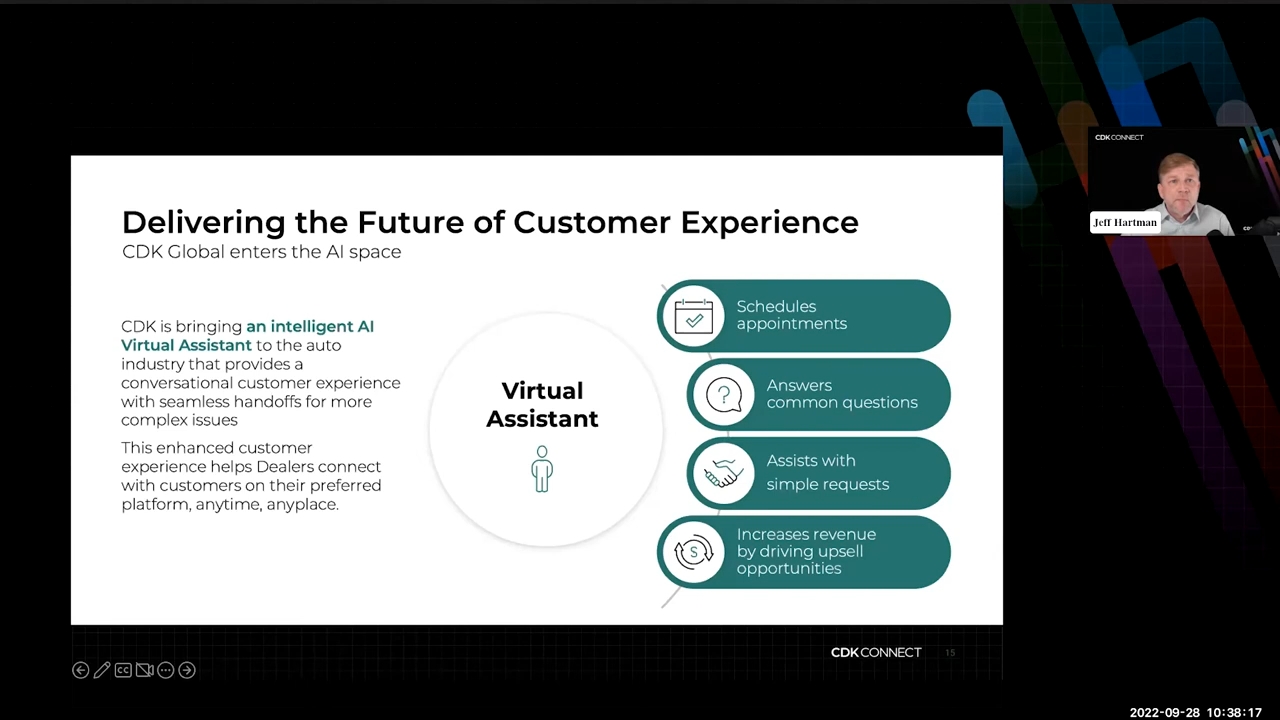 CDK CONNECT
Jeff Hartman
Delivering the Future of Customer Experience
CDK Global enters the AI space
CDK is bringing an intelligent AI
Virtual Assistant to the auto
industry that provides a
conversational customer experience
with seamless handoffs for more
complex issues
This enhanced customer
experience helps Dealers connect
with customers on their preferred
platform, anytime, anyplace.
Virtual
Assistant
Schedules
appointments
?
Answers
common questions
Assists with
simple requests
$
Increases revenue
by driving upsell
opportunities
CC
CDK CONNECT
15
2022-09-28 10:38:17